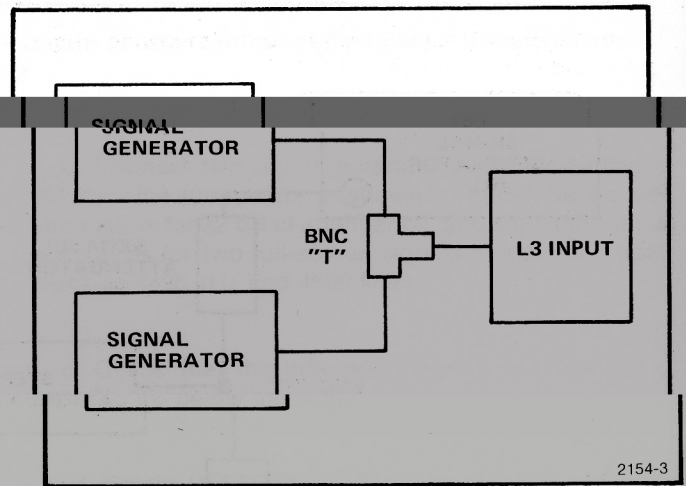 SIGNAL
GENERATOR
BNC
"T"
L3 INPUT
SIGNAL
GENERATOR
2154-3